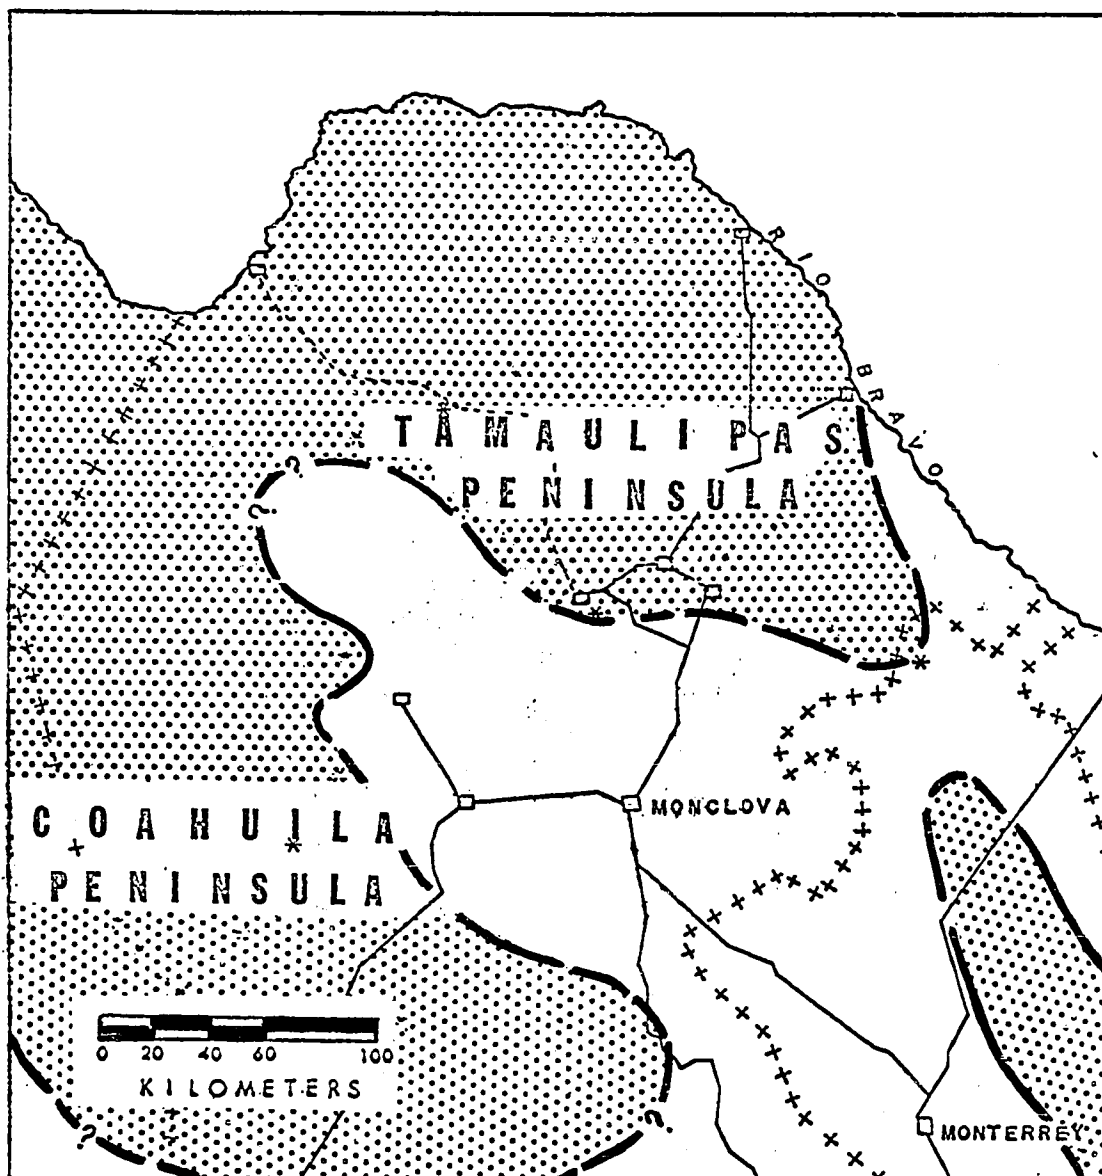 RIO BRAVO
TAMAULIPAS
PENINSULA
?
?
MONCLOVA
COAHUILA
PENINSULA
0 20 40 60 100
KILOMETERS
?
?
MONTERREY